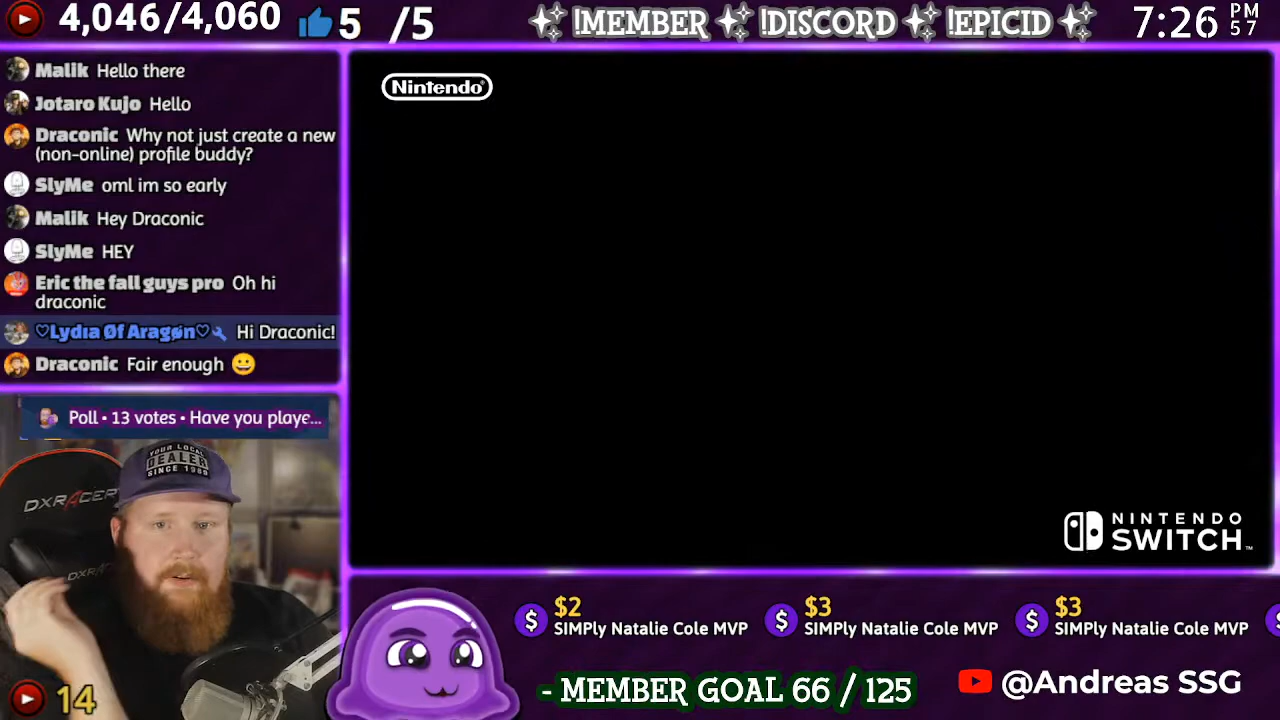 4,046/4,060
5 /5
!MEMBER !DISCORD !EPICID
7:26 PM 57
Malik Hello there
Jotaro Kujo Hello
Draconic Why not just create a new
(non-online) profile buddy?
SlyMe oml im so early
Malik Hey Draconic
SlyMe HEY
Eric the fall guys pro Oh hi
draconic
♡Lydıa Øf Aragøn♡ Hi Draconic!
Draconic Fair enough 😀
Poll • 13 votes • Have you playe...
YOUR LOCAL
DEALER
SINCE 1986
DXRACER
14
Nintendo®
NINTENDO
SWITCH™
$2
SIMPly Natalie Cole MVP
$3
SIMPly Natalie Cole MVP
$3
SIMPly Natalie Cole MVP
- MEMBER GOAL 66 / 125
@Andreas SSG